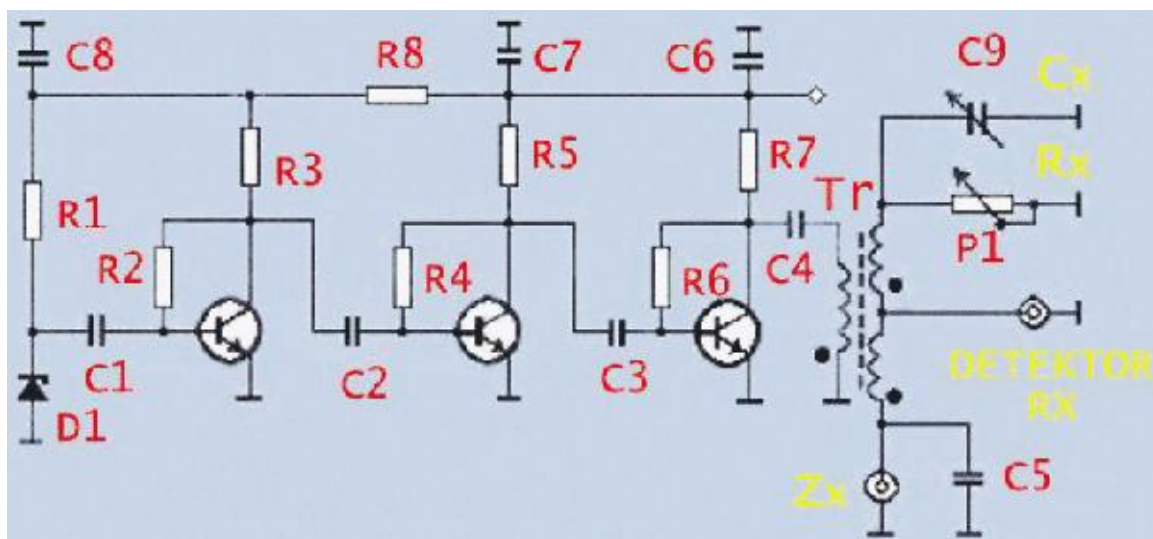 C8
R8
C7
C6
C9
Cx
R3
R5
R7
Rx
Tr
R1
P1
R2
R4
R6
C4
C1
C2
C3
DETEKTOR
RX
D1
Zx
C5